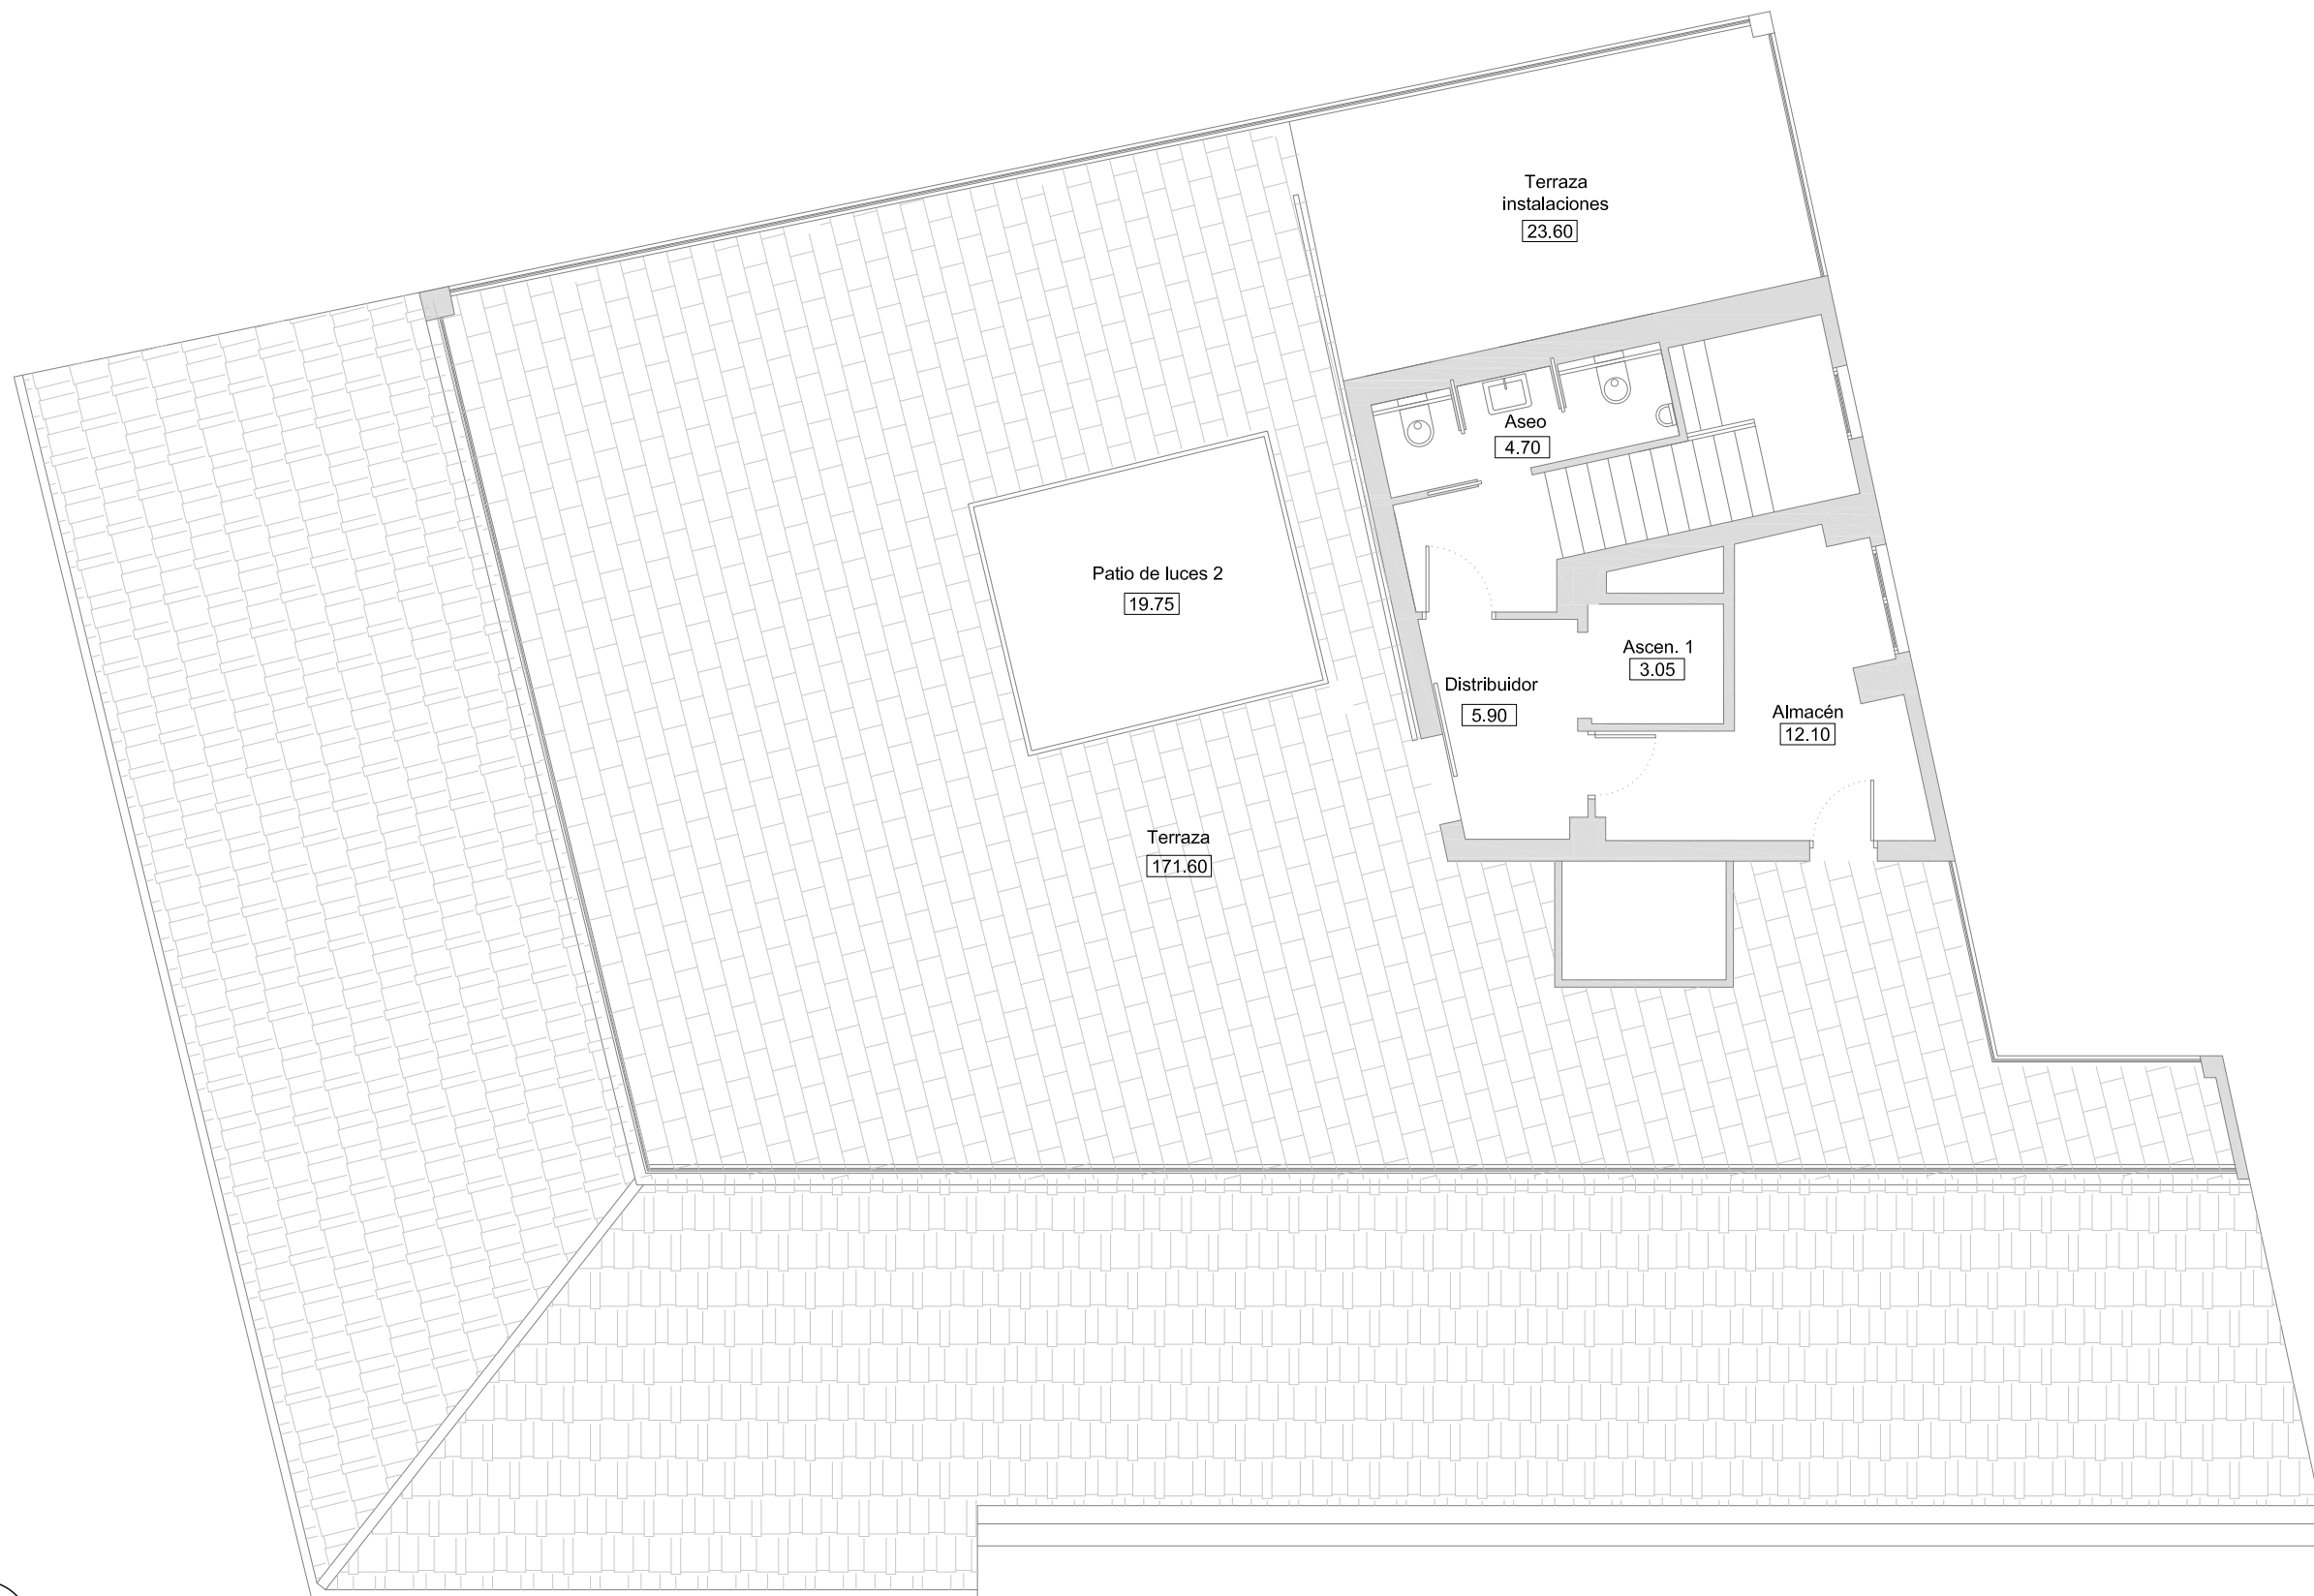 Terraza
instalaciones
23.60
Aseo
4.70
Patio de luces 2
19.75
Ascen. 1
3.05
Distribuidor
5.90
Almacén
12.10
Terraza
171.60